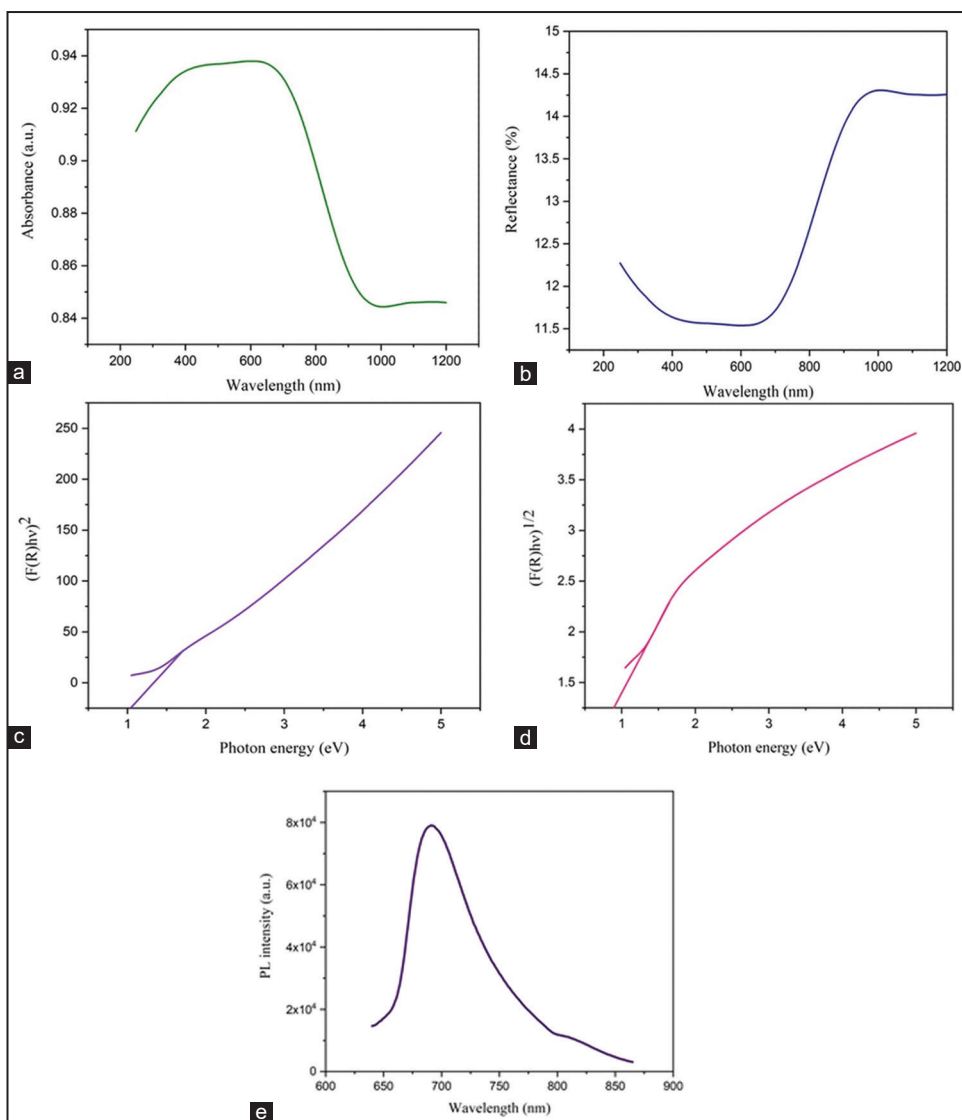 0.94
0.92
0.9
0.88
0.86
0.84
Absorbance (a.u.)
200 400 600 800 1000 1200
Wavelength (nm)
a
15
14.5
14
13.5
13
12.5
12
11.5
Reflectance (%)
200 400 600 800 1000 1200
Wavelength (nm)
b
250
200
150
100
50
0
(F(R)hν)²
1 2 3 4 5
Photon energy (eV)
c
4
3.5
3
2.5
2
1.5
(F(R)hν)^1/2
1 2 3 4 5
Photon energy (eV)
d
8x10⁴
6x10⁴
4x10⁴
2x10⁴
0
PL intensity (a.u.)
600 650 700 750 800 850 900
Wavelength (nm)
e